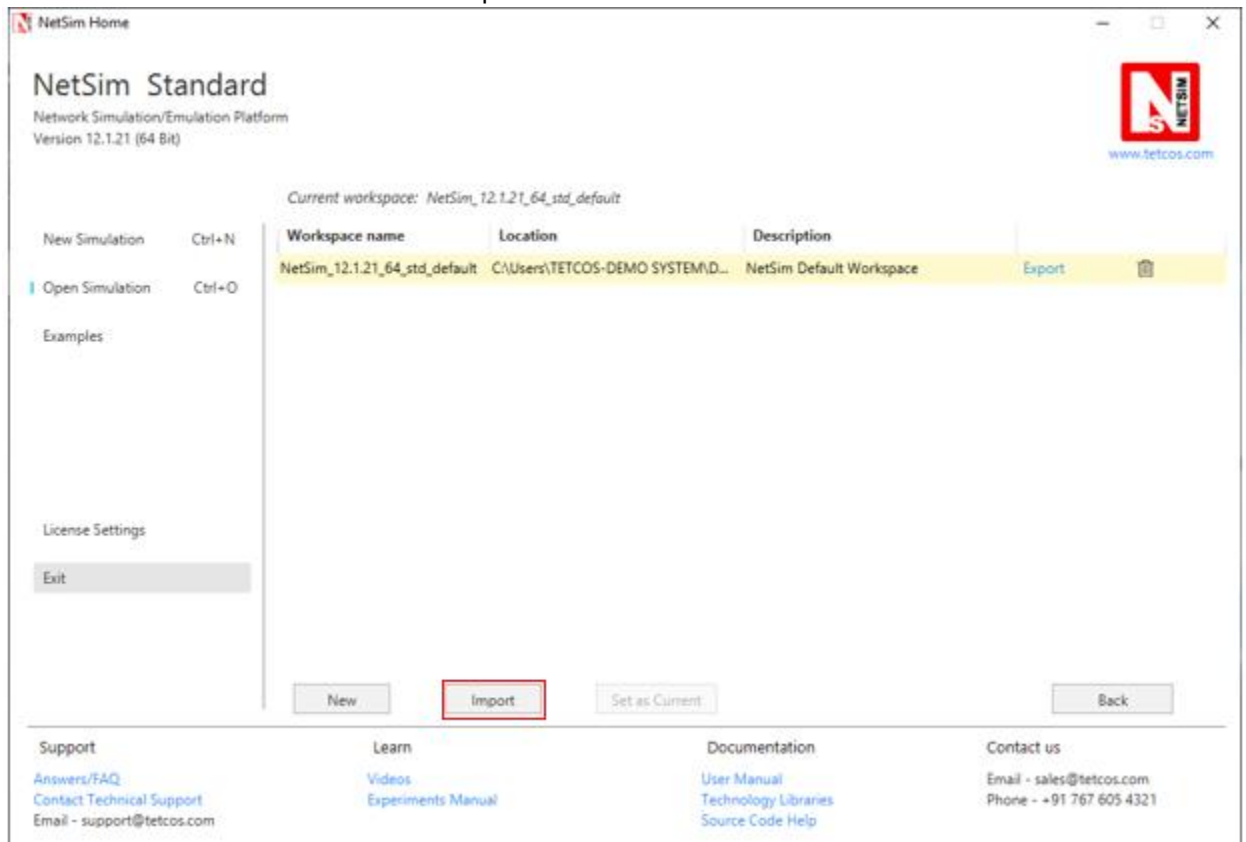 NetSim Home
NetSim Standard
Network Simulation/Emulation Platform
Version 12.1.21 (64 Bit)
NETSIM
www.tetcos.com
Current workspace: NetSim_12.1.21_64_std_default
New Simulation Ctrl+N
Open Simulation Ctrl+O
Examples
License Settings
Exit
Workspace name Location Description
NetSim_12.1.21_64_std_default C:\Users\TETCOS-DEMO SYSTEM\D... NetSim Default Workspace Export
New Import Set as Current Back
Support
Answers/FAQ
Contact Technical Support
Email - support@tetcos.com
Learn
Videos
Experiments Manual
Documentation
User Manual
Technology Libraries
Source Code Help
Contact us
Email - sales@tetcos.com
Phone - +91 767 605 4321